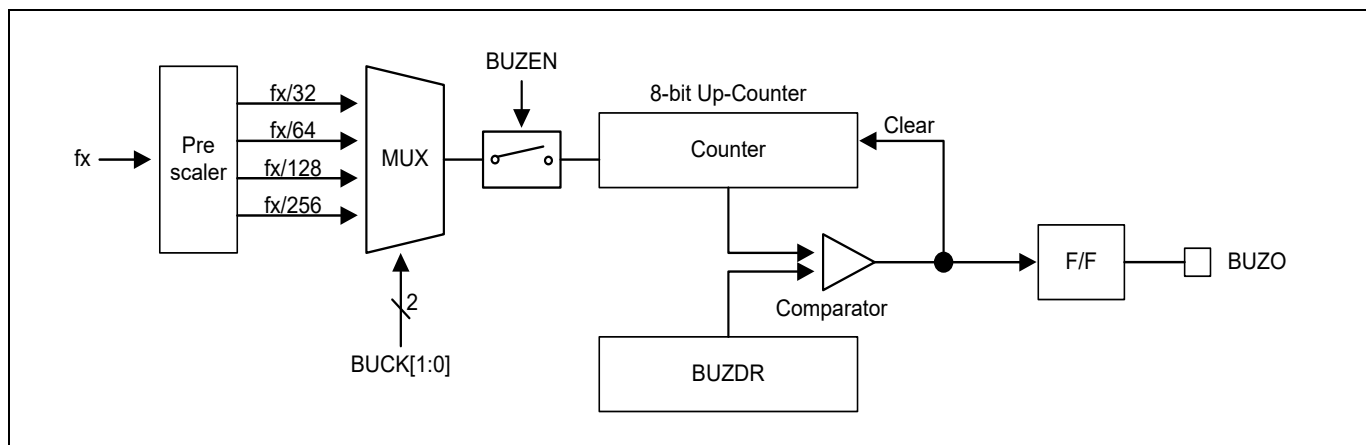 BUZEN
8-bit Up-Counter
fx/32
fx/64
fx/128
fx/256
fx
Pre
scaler
MUX
Counter
Clear
F/F
BUZO
2
Comparator
BUCK[1:0]
BUZDR